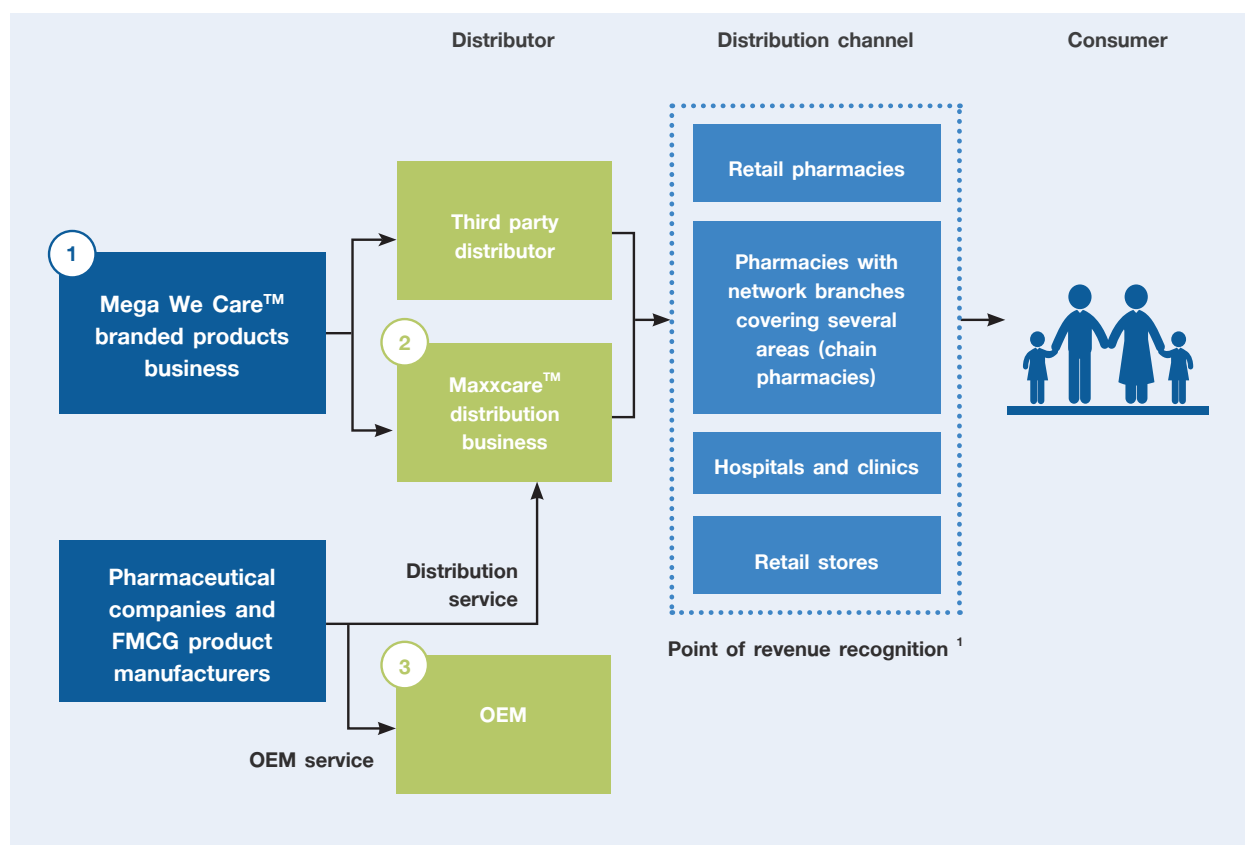 Distributor
Distribution channel
Consumer
1
Mega We Care™
branded products
business
Third party
distributor
2
Maxxcare™
distribution
business
Retail pharmacies
Pharmacies with
network branches
covering several
areas (chain
pharmacies)
Hospitals and clinics
Retail stores
Point of revenue recognition 1
Pharmaceutical
companies and
FMCG product
manufacturers
Distribution
service
3
OEM
OEM service